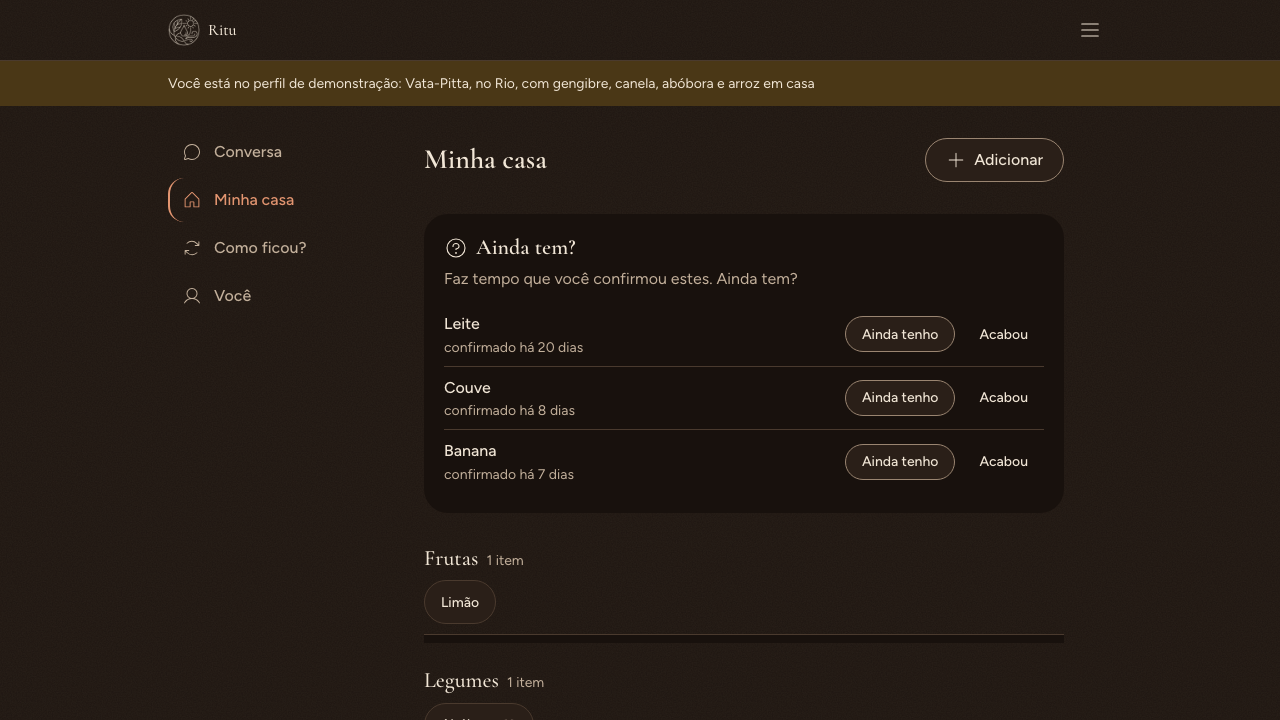 Ritu
Você está no perfil de demonstração: Vata-Pitta, no Rio, com gengibre, canela, abóbora e arroz em casa
Conversa
Minha casa
Como ficou?
Você
Minha casa
Adicionar
Ainda tem?
Faz tempo que você confirmou estes. Ainda tem?
Leite
confirmado há 20 dias
Ainda tenho
Acabou
Couve
confirmado há 8 dias
Ainda tenho
Acabou
Banana
confirmado há 7 dias
Ainda tenho
Acabou
Frutas 1 item
Limão
Legumes 1 item